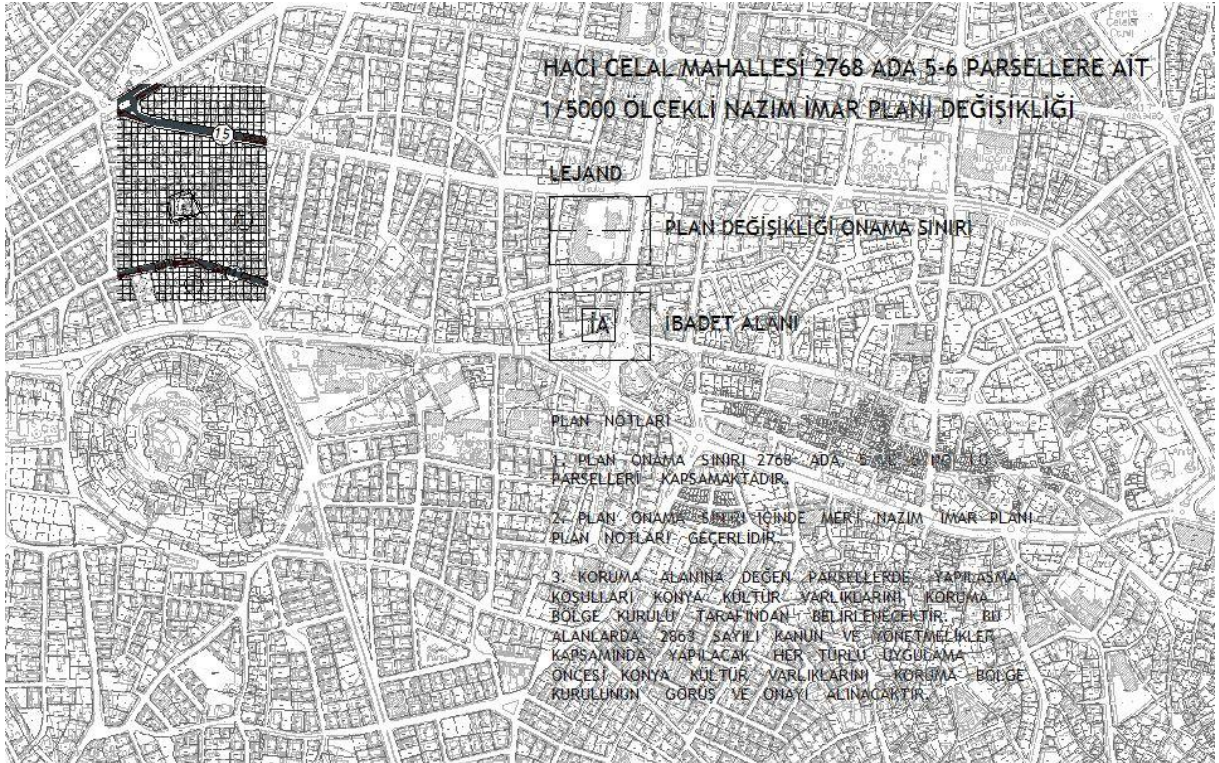 HACI CELAL MAHALLESİ 2768 ADA 5-6 PARSELLERE AİT
1/5000 ÖLÇEKLİ NAZIM İMAR PLANI DEĞİŞİKLİĞİ
15
LEJAND
PLAN DEĞİŞİKLİĞİ ONAMA SINIRI
İA
İBADET ALANI
PLAN NOTLARI
1. PLAN ONAMA SINIRI 2768 ADA, 5
PARSELLERİ KAPSAMAKTADIR.
2. PLAN ONAMA SINIRI İÇİNDE MER'İ NAZIM İMAR PLANI
PLAN NOTLARI GEÇERLİDİR.
3. KORUMA ALANINA DEĞEN PARSELLERDE YAPILAŞMA
KOŞULLARI KONYA KÜLTÜR VARLIKLARINI KORUMA
BÖLGE KURULU TARAFINDAN BELİRLENECEKTİR. BU
ALANLARDA 2863 SAYILI KANUN VE YÖNETMELİKLER
KAPSAMINDA YAPILACAK HER TÜRLÜ UYGULAMA
ÖNCESİ KONYA KÜLTÜR VARLIKLARINI KORUMA BÖLGE
KURULUNUN GÖRÜŞ VE ONAYI ALINACAKTIR.